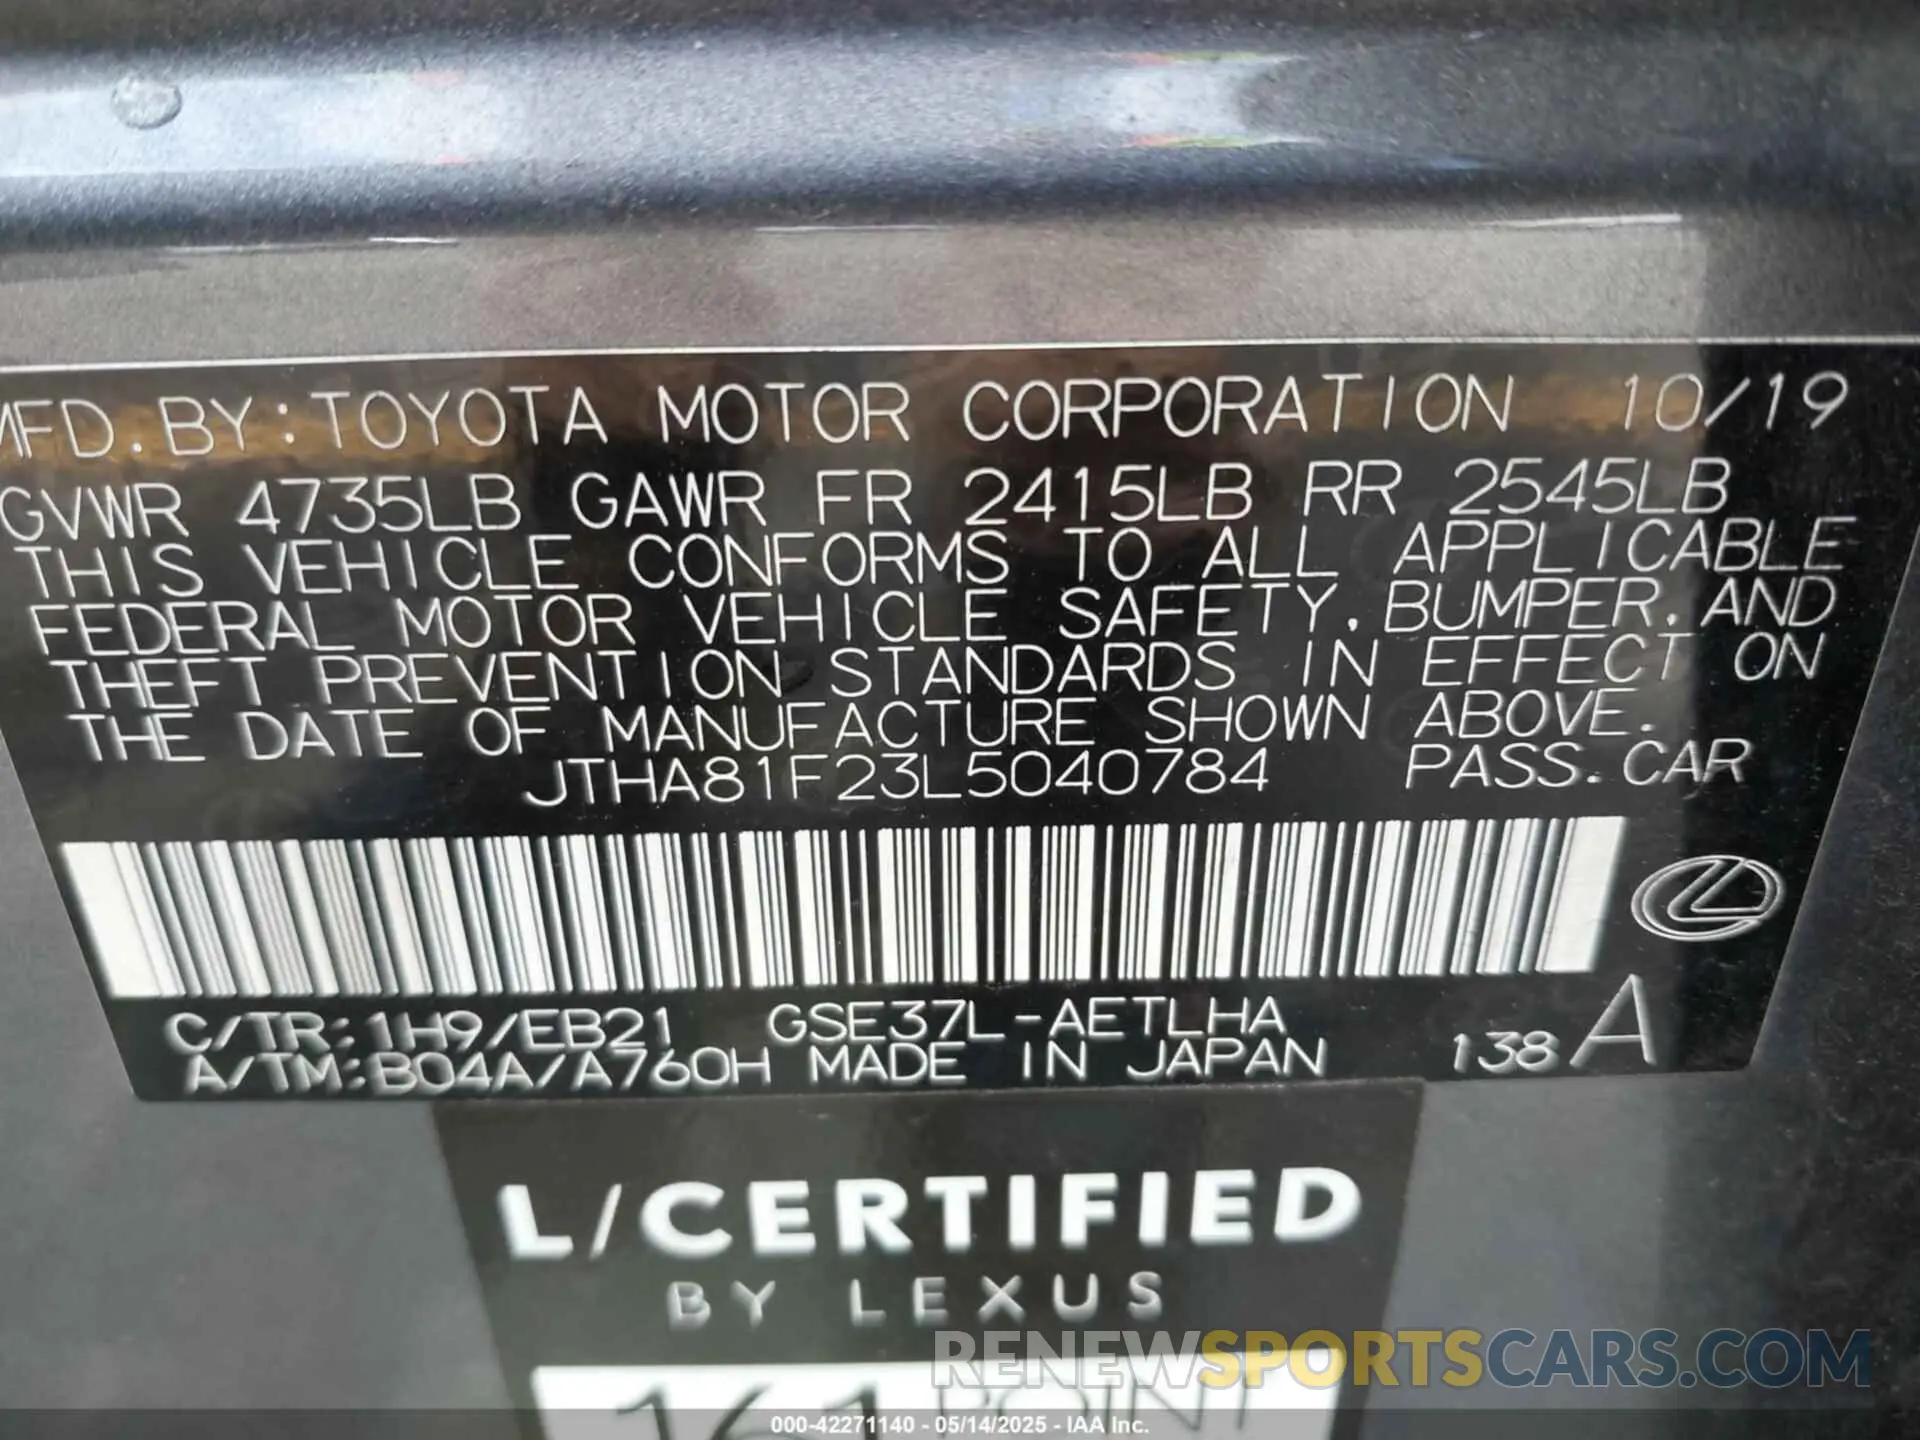 MFD.BY:TOYOTA MOTOR CORPORATION 10/19
GVWR 4735LB GAWR FR 2415LB RR 2545LB
THIS VEHICLE CONFORMS TO ALL APPLICABLE
FEDERAL MOTOR VEHICLE SAFETY, BUMPER, AND
THEFT PREVENTION STANDARDS IN EFFECT ON
THE DATE OF MANUFACTURE SHOWN ABOVE.
JTHA81F23L5040784 PASS. CAR
C/TR:1H9/EB21 GSE37L-AETLHA
A/TM:B04A/A760H MADE IN JAPAN 138A
L/CERTIFIED
BY LEXUS
161 POINT
RENEWSPORTSCARS.COM
000-42271140 - 05/14/2025 - IAA Inc.